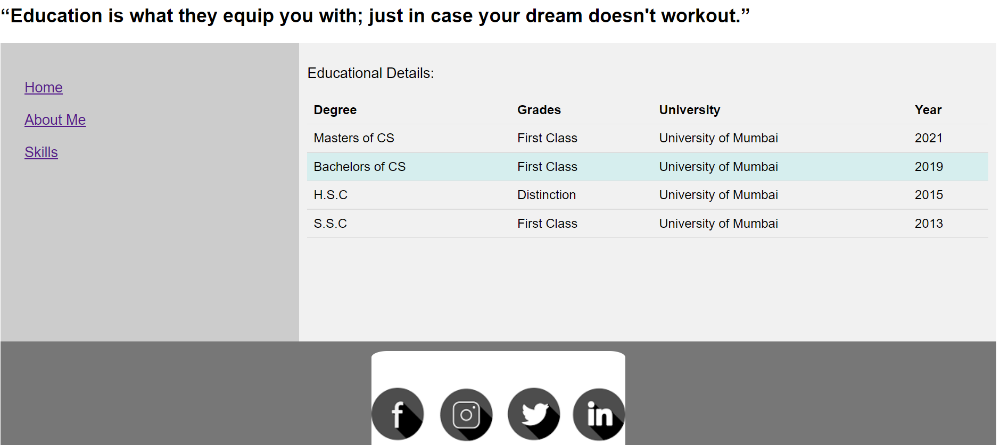 “Education is what they equip you with; just in case your dream doesn't workout.”
Home
About Me
Skills
Educational Details:
Degree Grades University Year
Masters of CS First Class University of Mumbai 2021
Bachelors of CS First Class University of Mumbai 2019
H.S.C Distinction University of Mumbai 2015
S.S.C First Class University of Mumbai 2013
f in